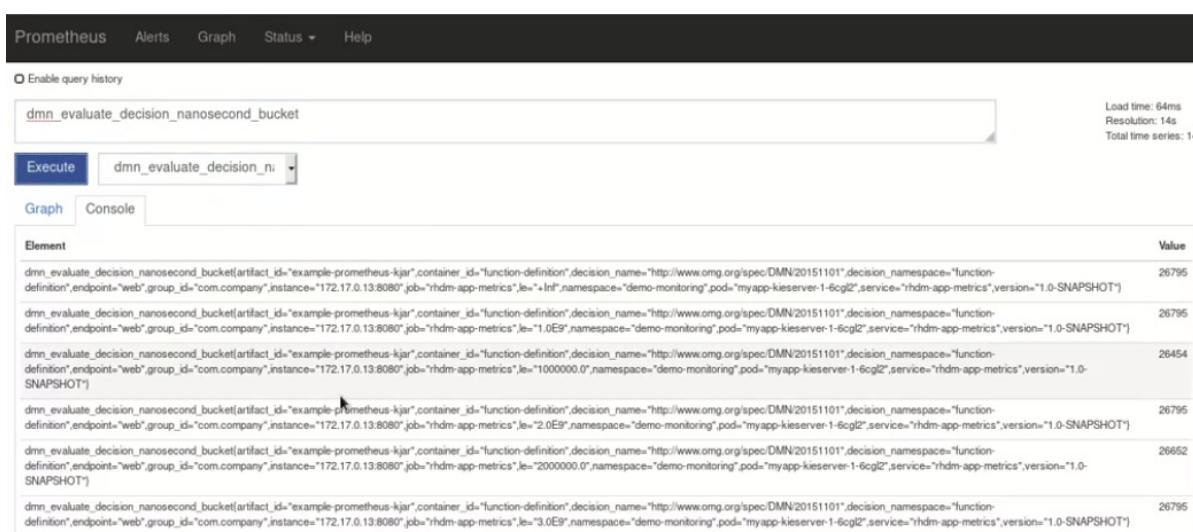 Prometheus Alerts Graph Status Help
Enable query history
dmn_evaluate_decision_nanosecond_bucket
Load time: 64ms
Resolution: 14s
Total time series:
Execute dmn_evaluate_decision_n
Graph Console
Element Value
dmn_evaluate_decision_nanosecond_bucket{artifact_id="example-prometheus-kjar",container_id="function-definition",decision_name="http://www.omg.org/spec/DMN/20151101",decision_namespace="function- 26795
definition",endpoint="web",group_id="com.company",instance="172.17.0.13:8080",job="rhdm-app-metrics",le="+Inf",namespace="demo-monitoring",pod="myapp-kieserver-1-6cgl2",service="rhdm-app-metrics",version="1.0-SNAPSHOT"}
dmn_evaluate_decision_nanosecond_bucket{artifact_id="example-prometheus-kjar",container_id="function-definition",decision_name="http://www.omg.org/spec/DMN/20151101",decision_namespace="function- 26795
definition",endpoint="web",group_id="com.company",instance="172.17.0.13:8080",job="rhdm-app-metrics",le="1.0E9",namespace="demo-monitoring",pod="myapp-kieserver-1-6cgl2",service="rhdm-app-metrics",version="1.0-SNAPSHOT"}
dmn_evaluate_decision_nanosecond_bucket{artifact_id="example-prometheus-kjar",container_id="function-definition",decision_name="http://www.omg.org/spec/DMN/20151101",decision_namespace="function- 26454
definition",endpoint="web",group_id="com.company",instance="172.17.0.13:8080",job="rhdm-app-metrics",le="1000000.0",namespace="demo-monitoring",pod="myapp-kieserver-1-6cgl2",service="rhdm-app-metrics",version="1.0-
SNAPSHOT"}
dmn_evaluate_decision_nanosecond_bucket{artifact_id="example-prometheus-kjar",container_id="function-definition",decision_name="http://www.omg.org/spec/DMN/20151101",decision_namespace="function- 26795
definition",endpoint="web",group_id="com.company",instance="172.17.0.13:8080",job="rhdm-app-metrics",le="2.0E9",namespace="demo-monitoring",pod="myapp-kieserver-1-6cgl2",service="rhdm-app-metrics",version="1.0-SNAPSHOT"}
dmn_evaluate_decision_nanosecond_bucket{artifact_id="example-prometheus-kjar",container_id="function-definition",decision_name="http://www.omg.org/spec/DMN/20151101",decision_namespace="function- 26652
definition",endpoint="web",group_id="com.company",instance="172.17.0.13:8080",job="rhdm-app-metrics",le="2000000.0",namespace="demo-monitoring",pod="myapp-kieserver-1-6cgl2",service="rhdm-app-metrics",version="1.0-
SNAPSHOT"}
dmn_evaluate_decision_nanosecond_bucket{artifact_id="example-prometheus-kjar",container_id="function-definition",decision_name="http://www.omg.org/spec/DMN/20151101",decision_namespace="function- 26795
definition",endpoint="web",group_id="com.company",instance="172.17.0.13:8080",job="rhdm-app-metrics",le="3.0E9",namespace="demo-monitoring",pod="myapp-kieserver-1-6cgl2",service="rhdm-app-metrics",version="1.0-SNAPSHOT"}